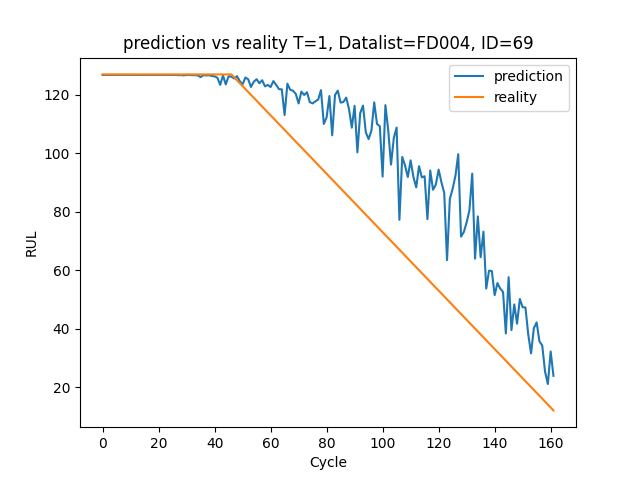 prediction vs reality T=1, Datalist=FD004, ID=69
prediction
reality
120
100
80
60
40
20
RUL
0 20 40 60 80 100 120 140 160
Cycle